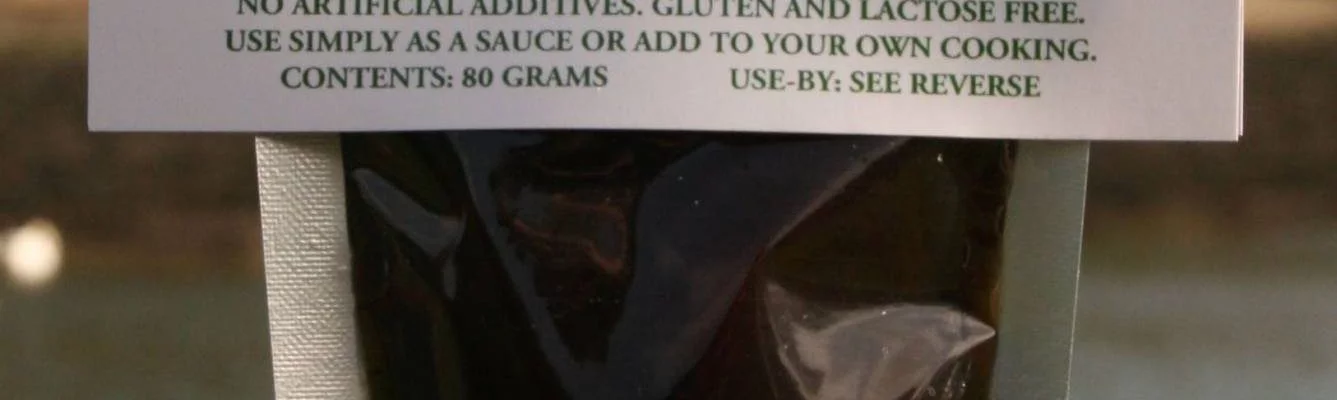 NO ARTIFICIAL ADDITIVES. GLUTEN AND LACTOSE FREE.
USE SIMPLY AS A SAUCE OR ADD TO YOUR OWN COOKING.
CONTENTS: 80 GRAMS USE-BY: SEE REVERSE